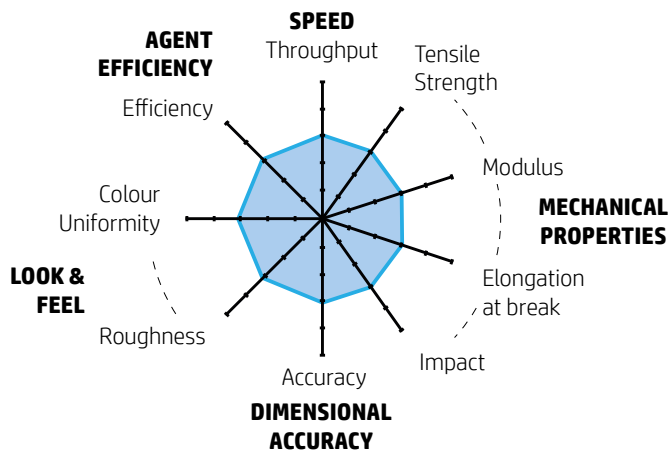 SPEED
Throughput
AGENT
EFFICIENCY
Efficiency
Tensile
Strength
Modulus
MECHANICAL
PROPERTIES
Colour
Uniformity
LOOK &
FEEL
Roughness
Elongation
at break
Impact
Accuracy
DIMENSIONAL
ACCURACY